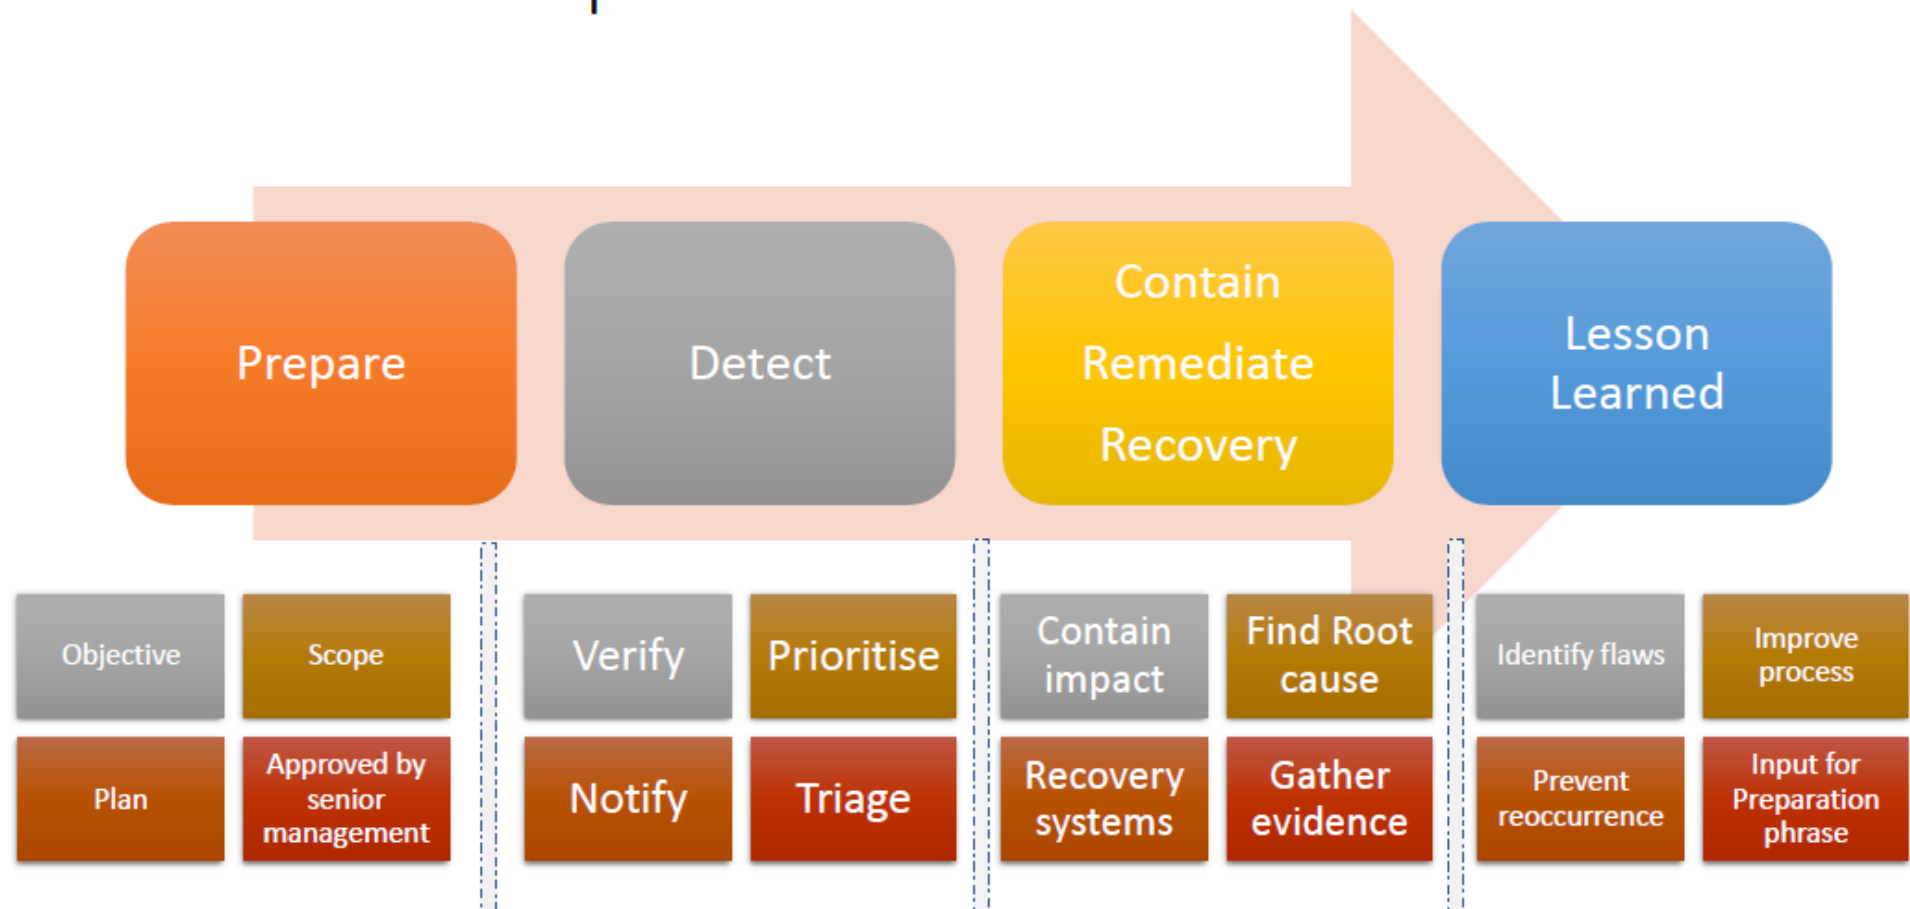 Prepare
Detect
Contain
Remediate
Recovery
Lesson
Learned
Objective
Scope
Plan
Approved by
senior
management
Verify
Prioritise
Notify
Triage
Contain
impact
Find Root
cause
Recovery
systems
Gather
evidence
Identify flaws
Improve
process
Prevent
reoccurrence
Input for
Preparation
phrase